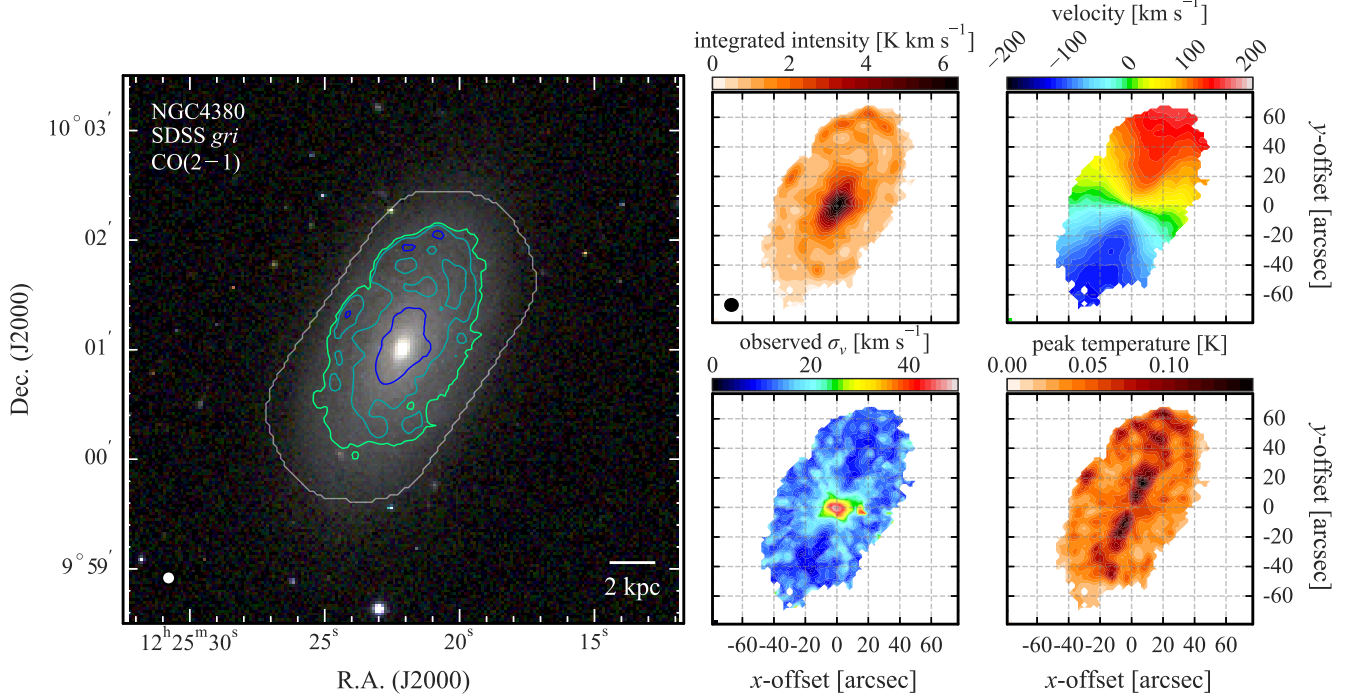 NGC4380
SDSS gri
CO(2−1)
10°03′
02′
01′
00′
9°59′
Dec. (J2000)
2 kpc
12ʰ25ᵐ30ˢ
25ˢ
20ˢ
15ˢ
R.A. (J2000)
integrated intensity [K km s⁻¹]
0 2 4 6
velocity [km s⁻¹]
−200 −100 0 100 200
60
40
20
0
-20
-40
-60
y-offset [arcsec]
observed σᵥ [km s⁻¹]
0 20 40
peak temperature [K]
0.00 0.05 0.10
60
40
20
0
-20
-40
-60
y-offset [arcsec]
-60 -40 -20 0 20 40 60
x-offset [arcsec]
-60 -40 -20 0 20 40 60
x-offset [arcsec]